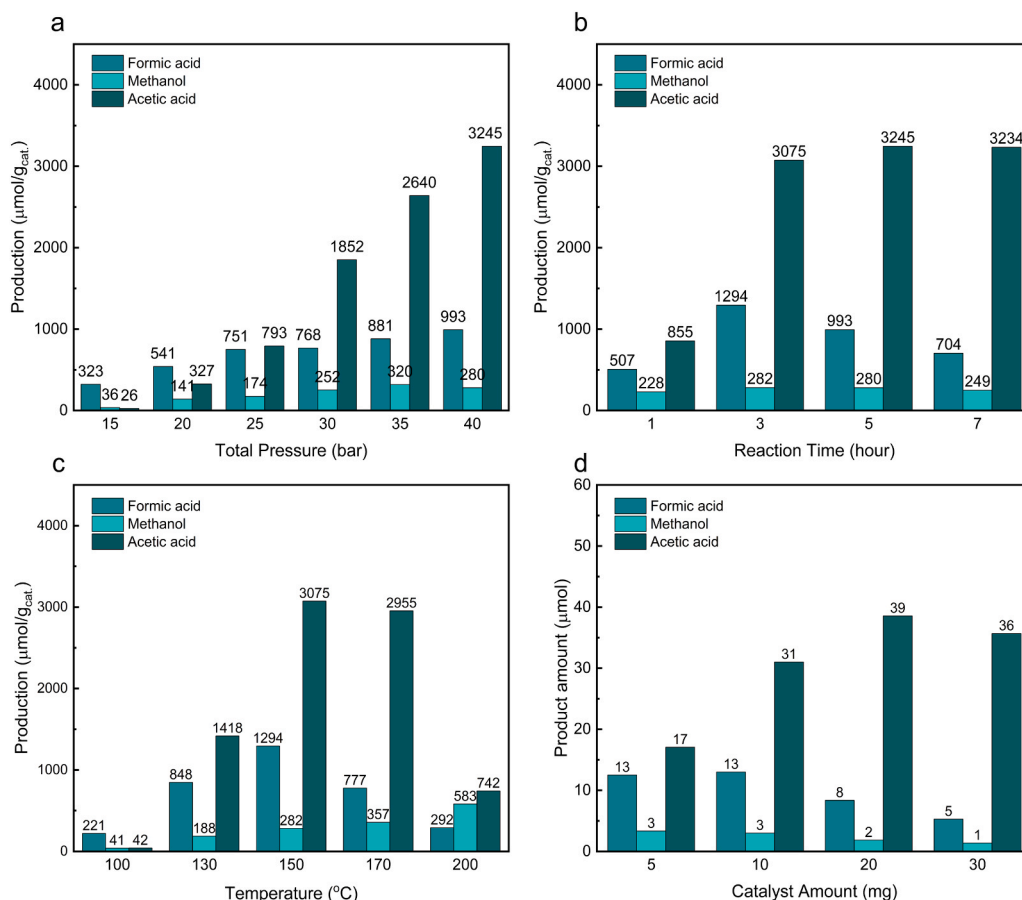 a
Formic acid
Methanol
Acetic acid
4000
3000
2000
1000
0
Production (μmol/gcat.)
323
36
26
541
141
327
751
174
793
768
252
1852
881
320
2640
993
280
3245
15 20 25 30 35 40
Total Pressure (bar)
b
Formic acid
Methanol
Acetic acid
4000
3000
2000
1000
0
Production (μmol/gcat.)
507
228
855
1294
282
3075
993
280
3245
704
249
3234
1 3 5 7
Reaction Time (hour)
c
Formic acid
Methanol
Acetic acid
4000
3000
2000
1000
0
Production (μmol/gcat.)
221
41
42
848
188
1418
1294
282
3075
777
357
2955
292
583
742
100 130 150 170 200
Temperature (°C)
d
Formic acid
Methanol
Acetic acid
60
50
40
30
20
10
0
Product amount (μmol)
13
3
17
13
3
31
8
2
39
5
1
36
5 10 20 30
Catalyst Amount (mg)